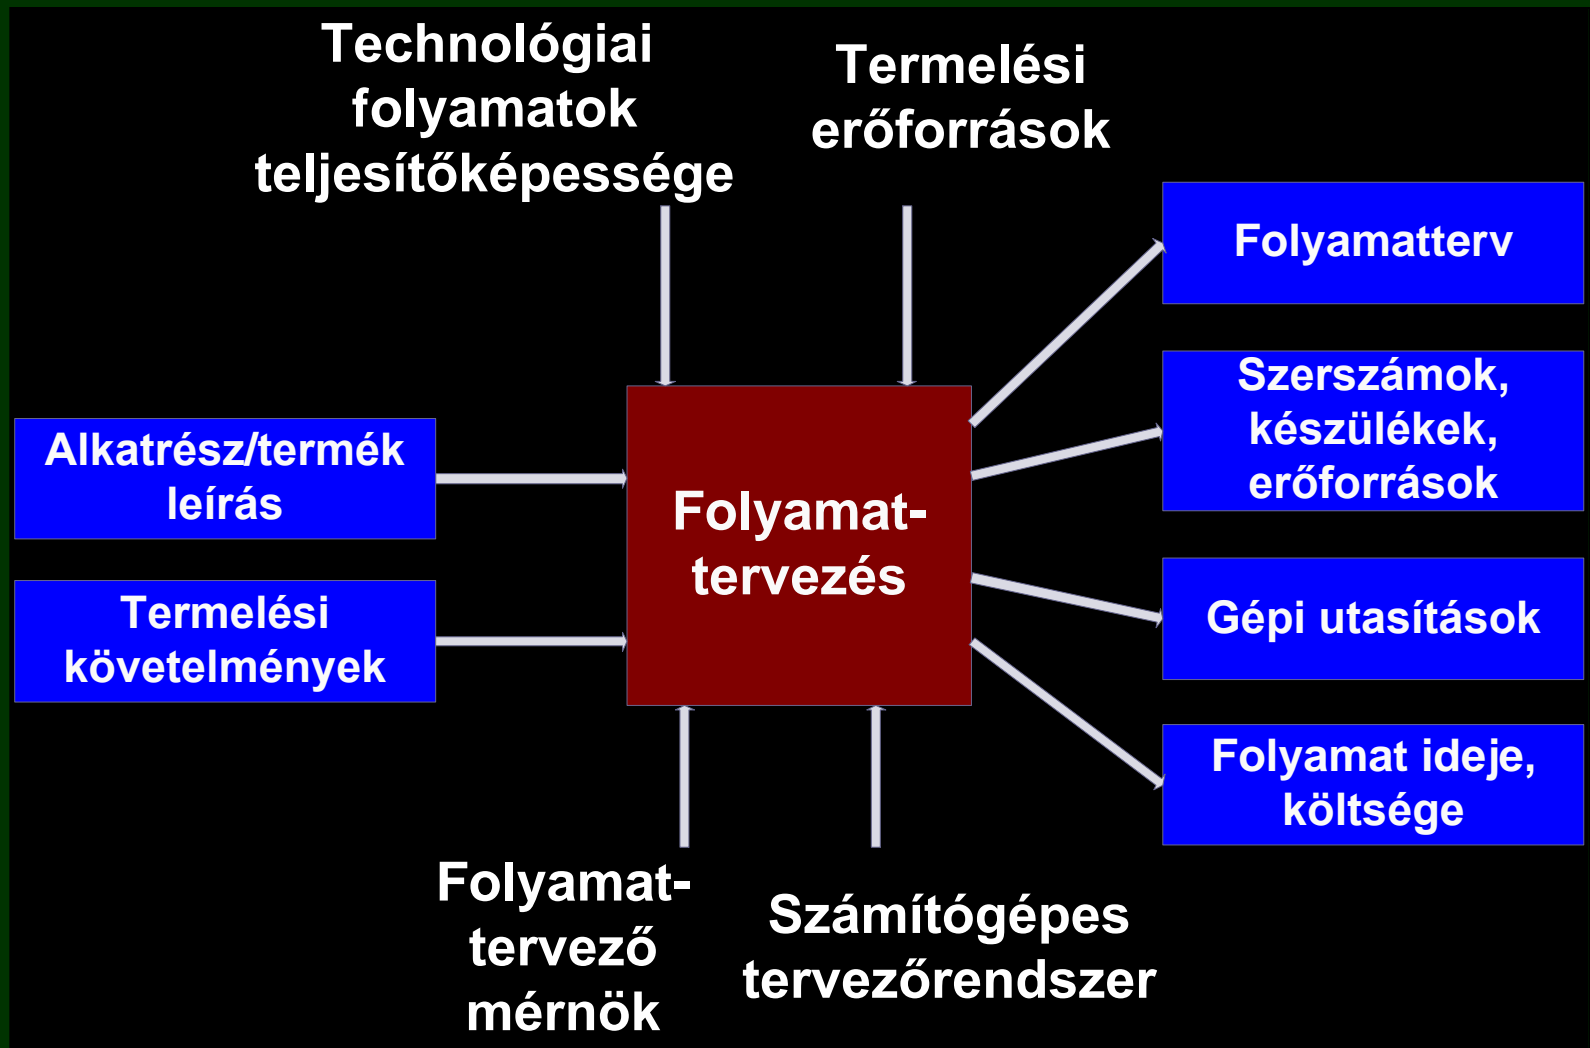 Technológiai
folyamatok
teljesítőképessége
Termelési
erőforrások
Folyamatterv
Szerszámok,
készülékek,
erőforrások
Alkatrész/termék
leírás
Folyamat-
tervezés
Termelési
követelmények
Gépi utasítások
Folyamat ideje,
költsége
Folyamat-
tervező
mérnök
Számítógépes
tervezőrendszer